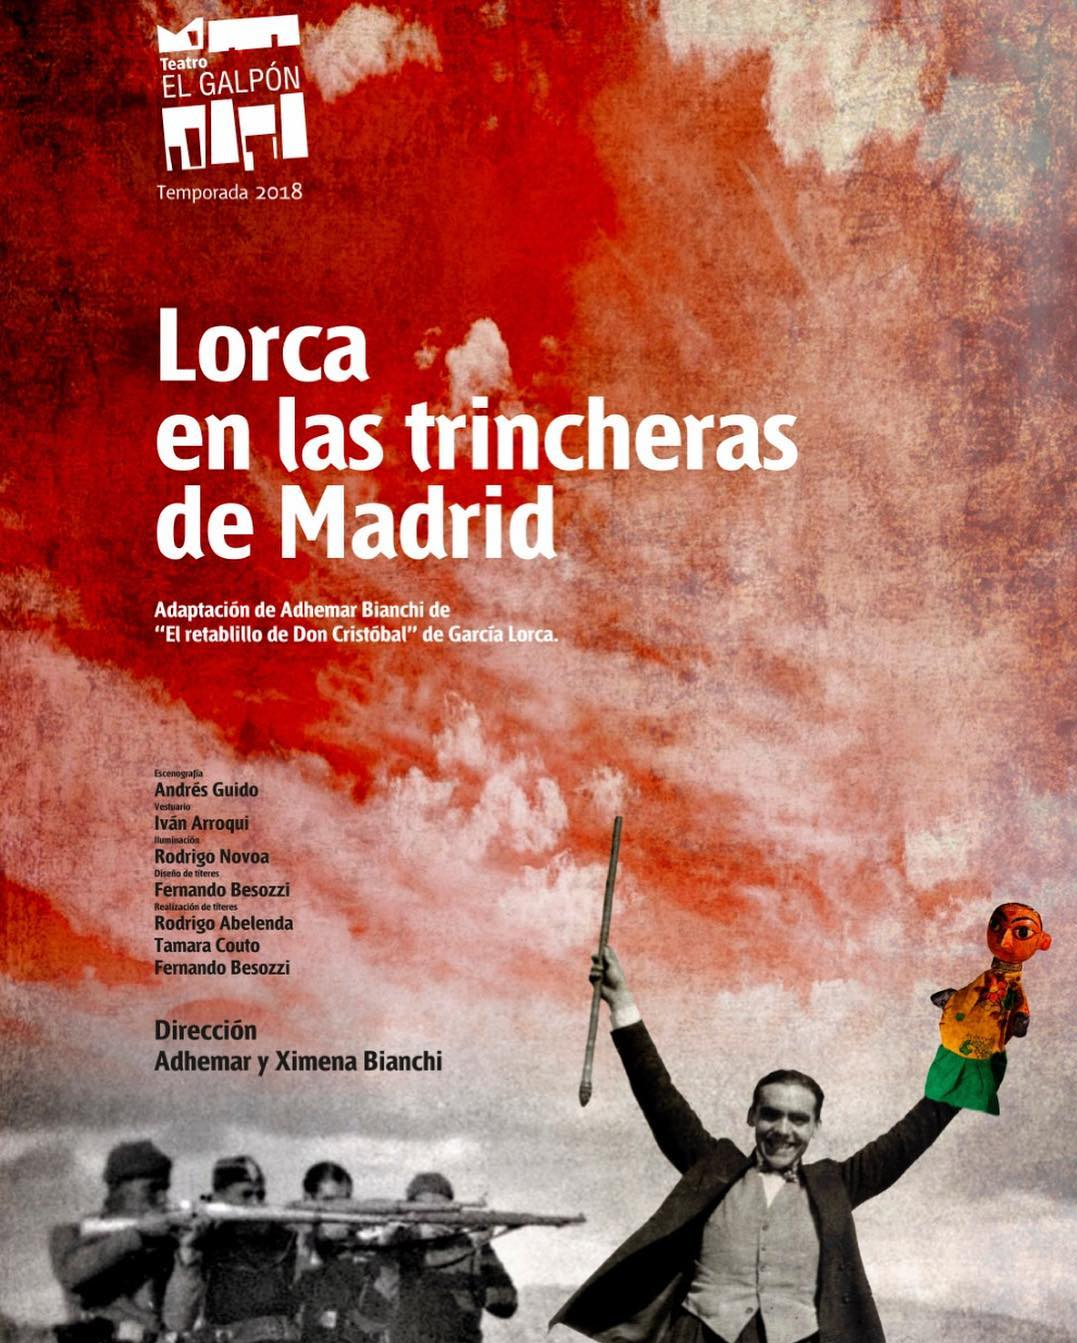 Teatro
EL GALPÓN
Temporada 2018
Lorca
en las trincheras
de Madrid
Adaptación de Adhemar Bianchi de
“El retablillo de Don Cristóbal” de García Lorca.
Escenografía
Andrés Guido
Vestuario
Iván Arroqui
Iluminación
Rodrigo Novoa
Diseño de títeres
Fernando Besozzi
Realización de títeres
Rodrigo Abelenda
Tamara Couto
Fernando Besozzi
Dirección
Adhemar y Ximena Bianchi